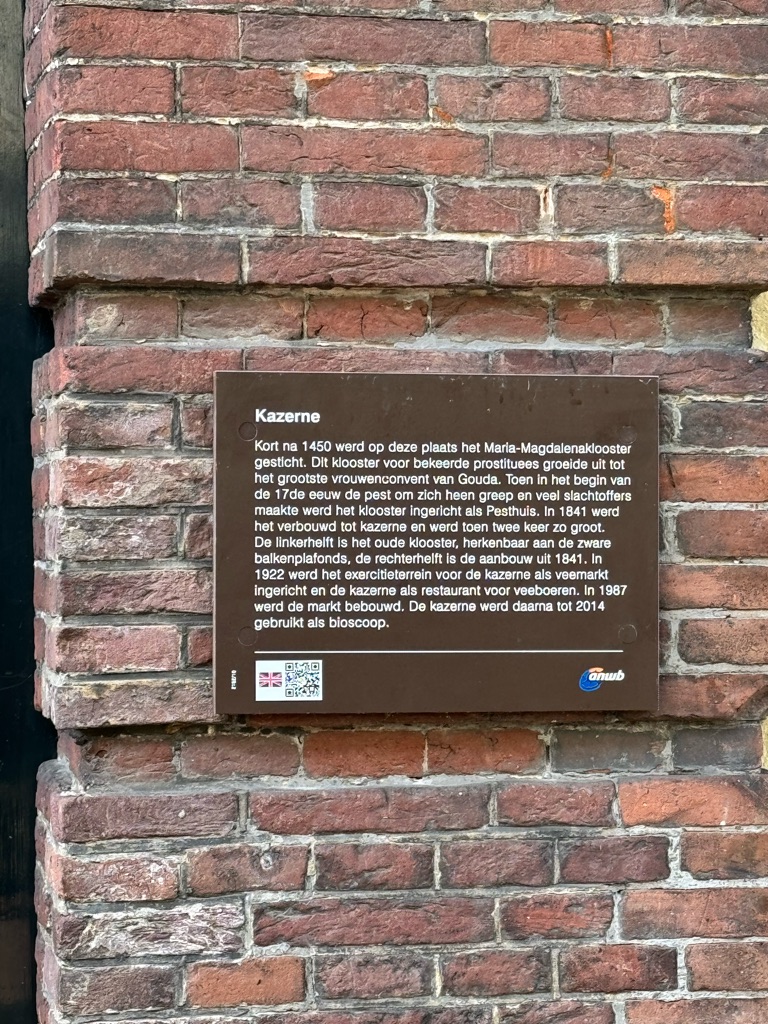 Kazerne
Kort na 1450 werd op deze plaats het Maria-Magdalenaklooster
gesticht. Dit klooster voor bekeerde prostituees groeide uit tot
het grootste vrouwenconvent van Gouda. Toen in het begin van
de 17de eeuw de pest om zich heen greep en veel slachtoffers
maakte werd het klooster ingericht als Pesthuis. In 1841 werd
het verbouwd tot kazerne en werd toen twee keer zo groot.
De linkerhelft is het oude klooster, herkenbaar aan de zware
balkenplafonds, de rechterhelft is de aanbouw uit 1841. In
1922 werd het exercitieterrein voor de kazerne als veemarkt
ingericht en de kazerne als restaurant voor veeboeren. In 1987
werd de markt bebouwd. De kazerne werd daarna tot 2014
gebruikt als bioscoop.
anwb